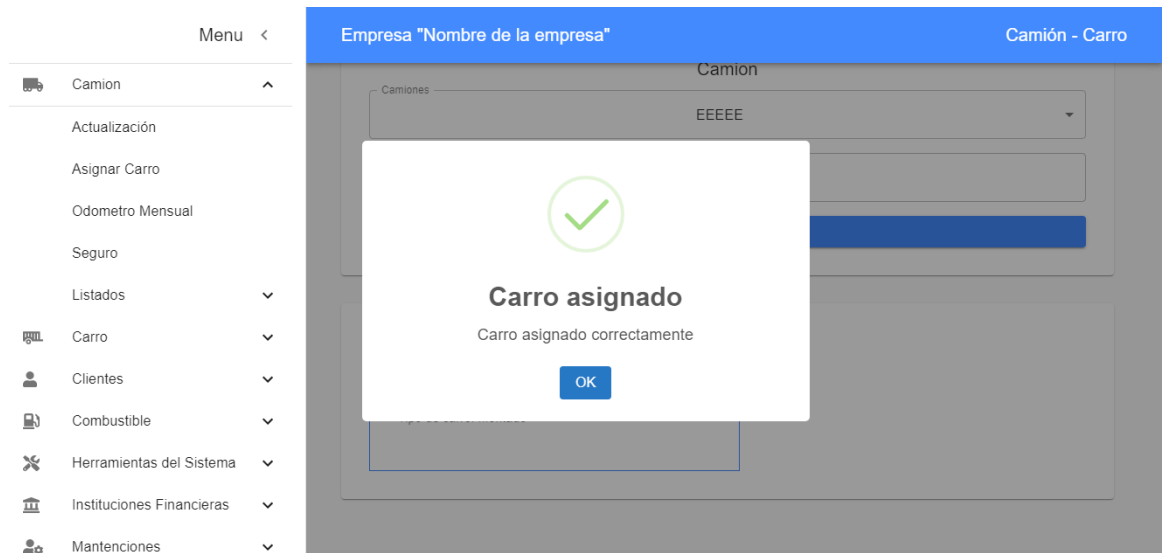 Menu
Empresa "Nombre de la empresa"
Camión - Carro
Camion
Actualización
Asignar Carro
Odometro Mensual
Seguro
Listados
Carro
Clientes
Combustible
Herramientas del Sistema
Instituciones Financieras
Mantenciones
Camion
Camiones
EEEEE
Carro asignado
Carro asignado correctamente
OK